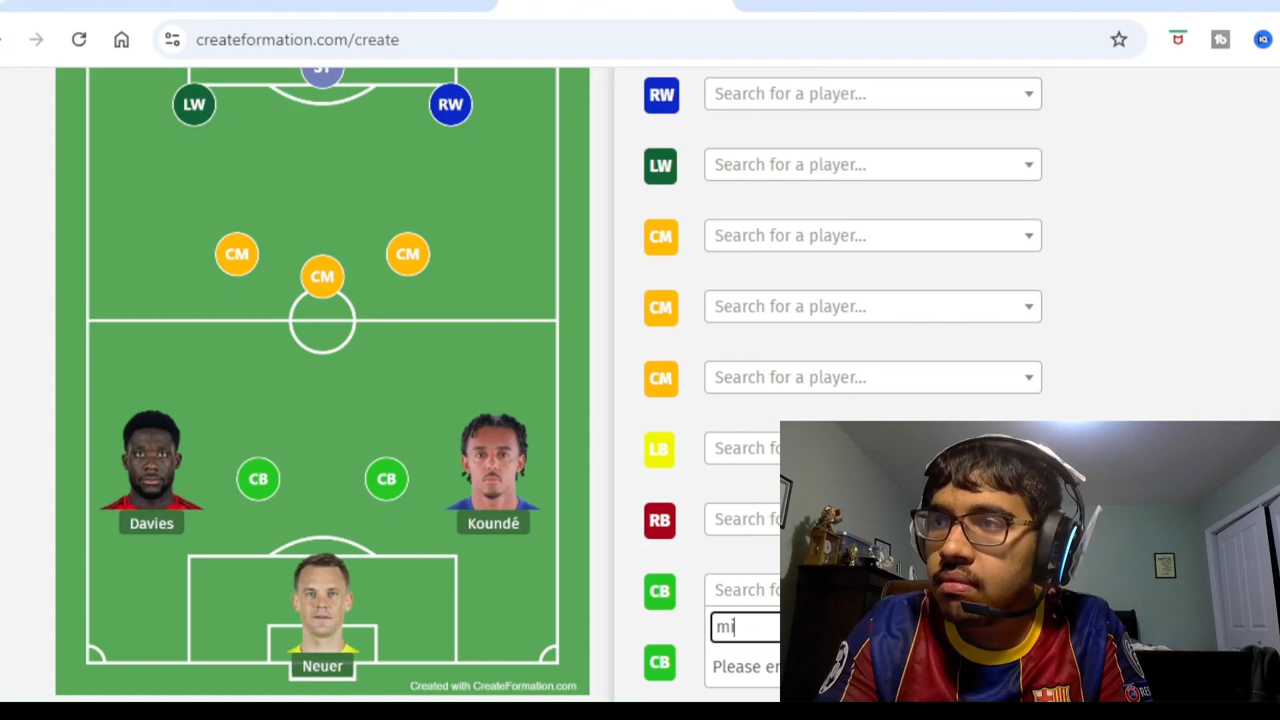 createformation.com/create
ST
LW
RW
CM
CM
CM
Davies
CB
CB
Koundé
Neuer
Created with CreateFormation.com
RW
Search for a player...
LW
Search for a player...
CM
Search for a player...
CM
Search for a player...
CM
Search for a player...
LB
Search fo
RB
Search fo
CB
Search fo
mi
CB
Please en